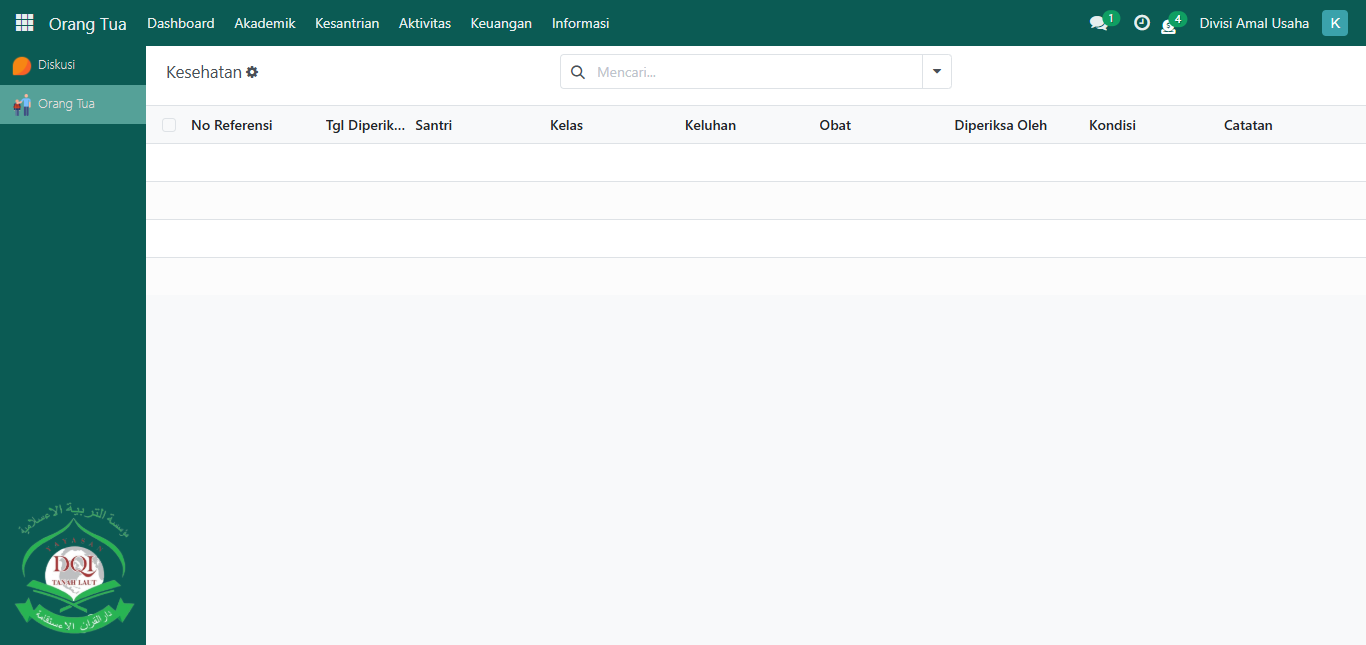 Orang Tua Dashboard Akademik Kesantrian Aktivitas Keuangan Informasi 1 4 Divisi Amal Usaha K
Diskusi
Orang Tua
Kesehatan
Mencari...
No Referensi Tgl Diperik... Santri Kelas Keluhan Obat Diperiksa Oleh Kondisi Catatan
مؤسسة التربية الإسلامية
YAYASAN
DQI
TANAH LAUT
دار القرآن الاستقامة